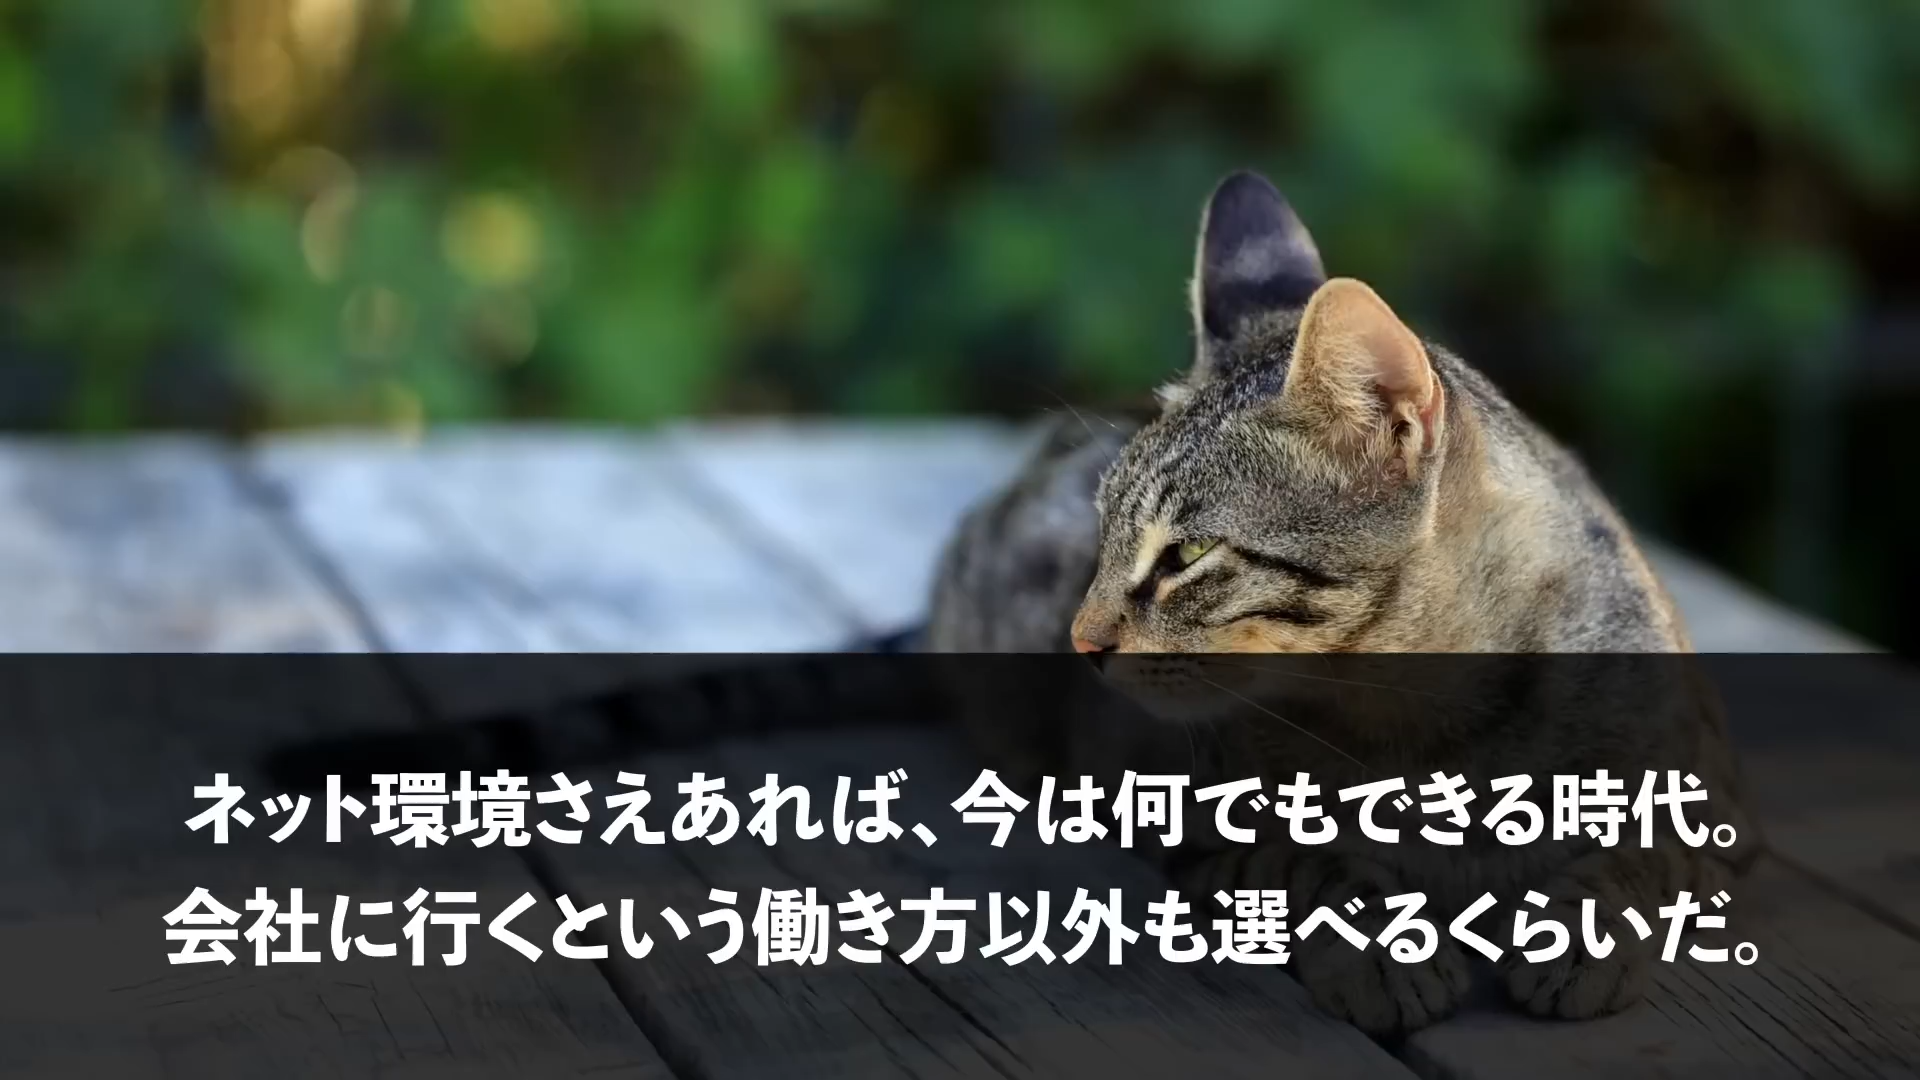 ネット環境さえあれば、今は何でもできる時代。
会社に行くという働き方以外も選べるくらいだ。